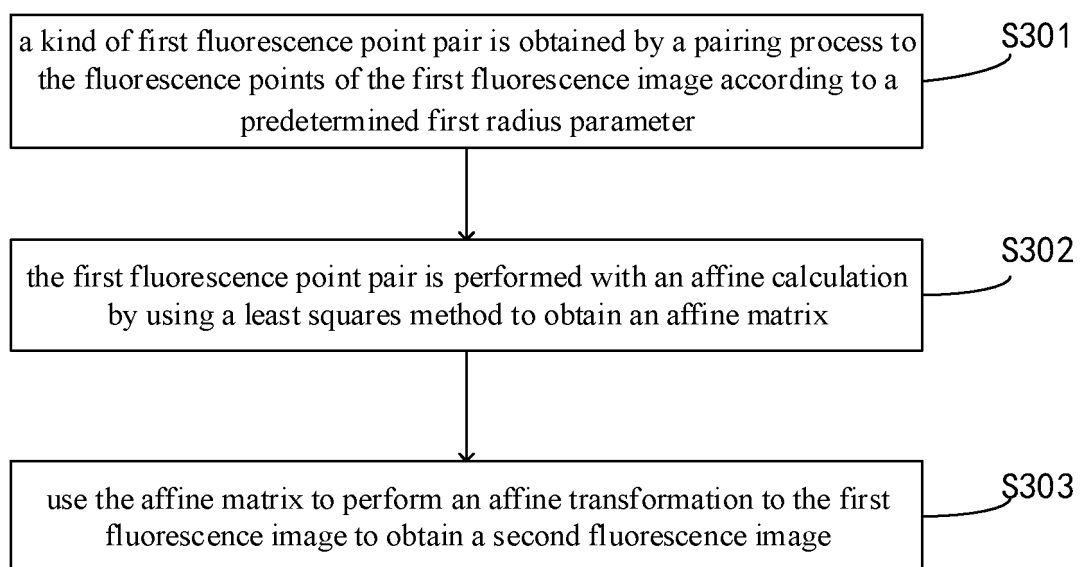 a kind of first fluorescence point pair is obtained by a pairing process to
the fluorescence points of the first fluorescence image according to a
predetermined first radius parameter
S301
the first fluorescence point pair is performed with an affine calculation
by using a least squares method to obtain an affine matrix
S302
use the affine matrix to perform an affine transformation to the first
fluorescence image to obtain a second fluorescence image
S303